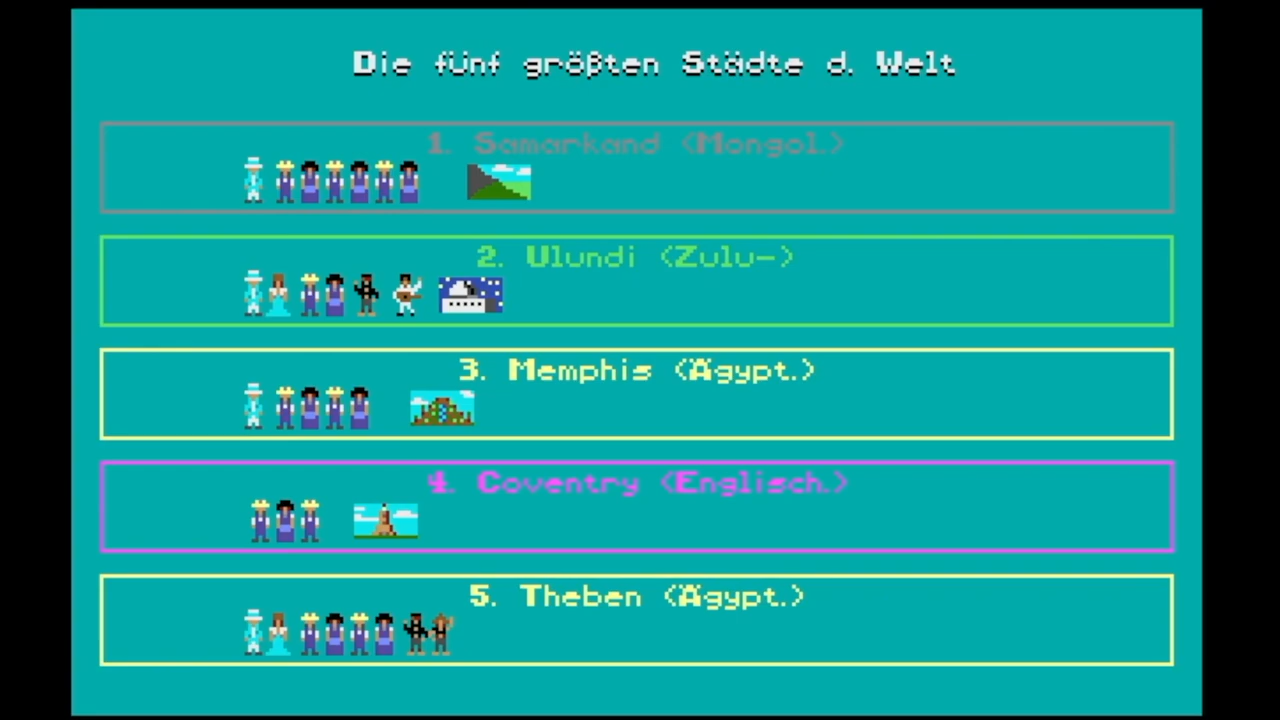 Die fünf größten Städte d. Welt
1. Samarkand (Mongol.)
2. Ulundi (Zulu-)
3. Memphis (Ägypt.)
4. Coventry (Englisch.)
5. Theben (Ägypt.)